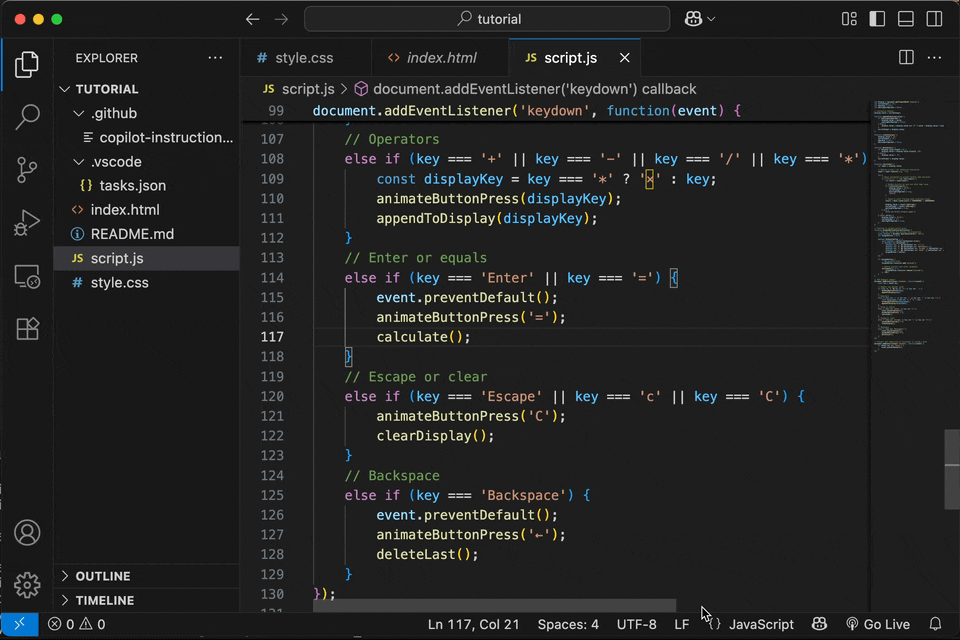 tutorial
EXPLORER
TUTORIAL
.github
copilot-instruction...
.vscode
{} tasks.json
<> index.html
README.md
JS script.js
# style.css
OUTLINE
TIMELINE
# style.css
<> index.html
JS script.js
JS script.js > document.addEventListener('keydown') callback
99 document.addEventListener('keydown', function(event) {
107 // Operators
108 else if (key === '+' || key === '-' || key === '/' || key === '*')
109 const displayKey = key === '*' ? '×' : key;
110 animateButtonPress(displayKey);
111 appendToDisplay(displayKey);
112 }
113 // Enter or equals
114 else if (key === 'Enter' || key === '=') {
115 event.preventDefault();
116 animateButtonPress('=');
117 calculate();
118 }
119 // Escape or clear
120 else if (key === 'Escape' || key === 'c' || key === 'C') {
121 animateButtonPress('C');
122 clearDisplay();
123 }
124 // Backspace
125 else if (key === 'Backspace') {
126 event.preventDefault();
127 animateButtonPress('←');
128 deleteLast();
129 }
130 });
0 0 Ln 117, Col 21 Spaces: 4 UTF-8 LF {} JavaScript Go Live